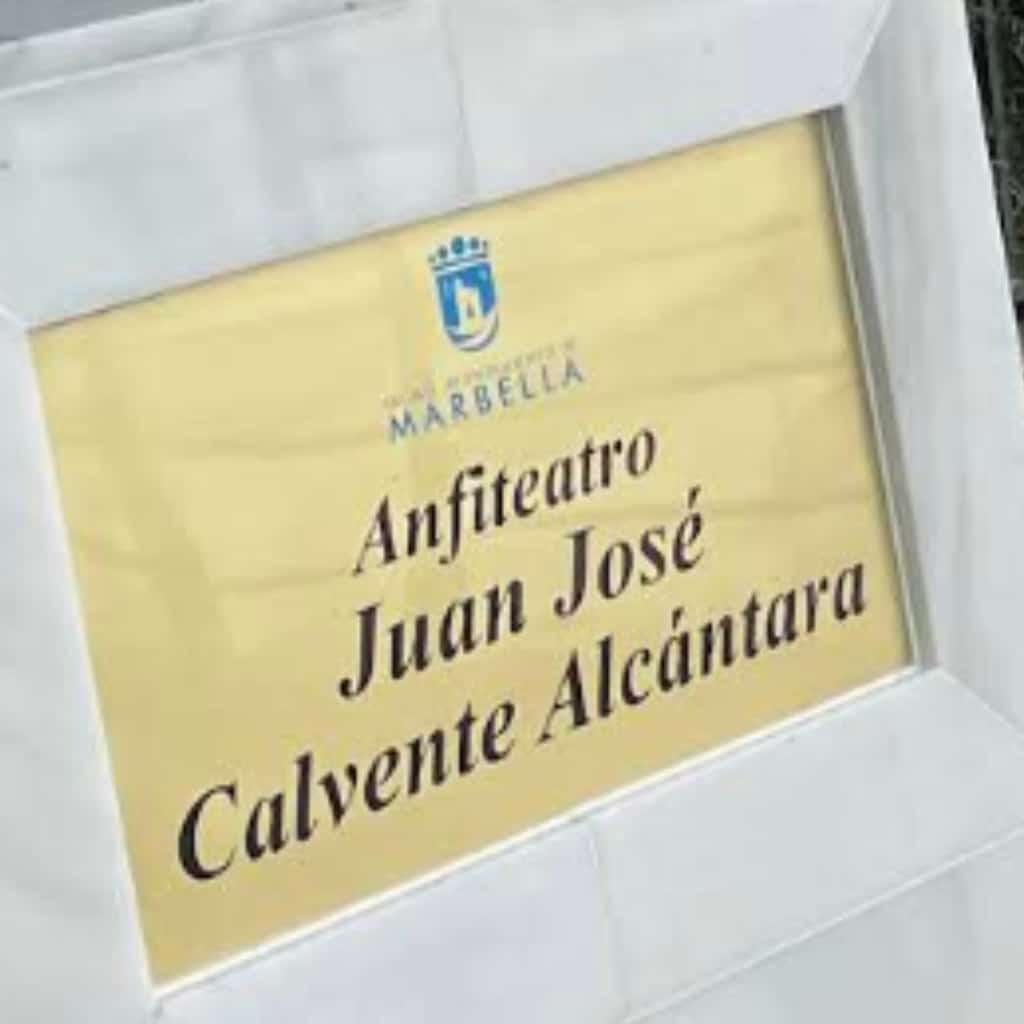 MARBELLA
Anfiteatro
Juan José
Calvente Alcántara